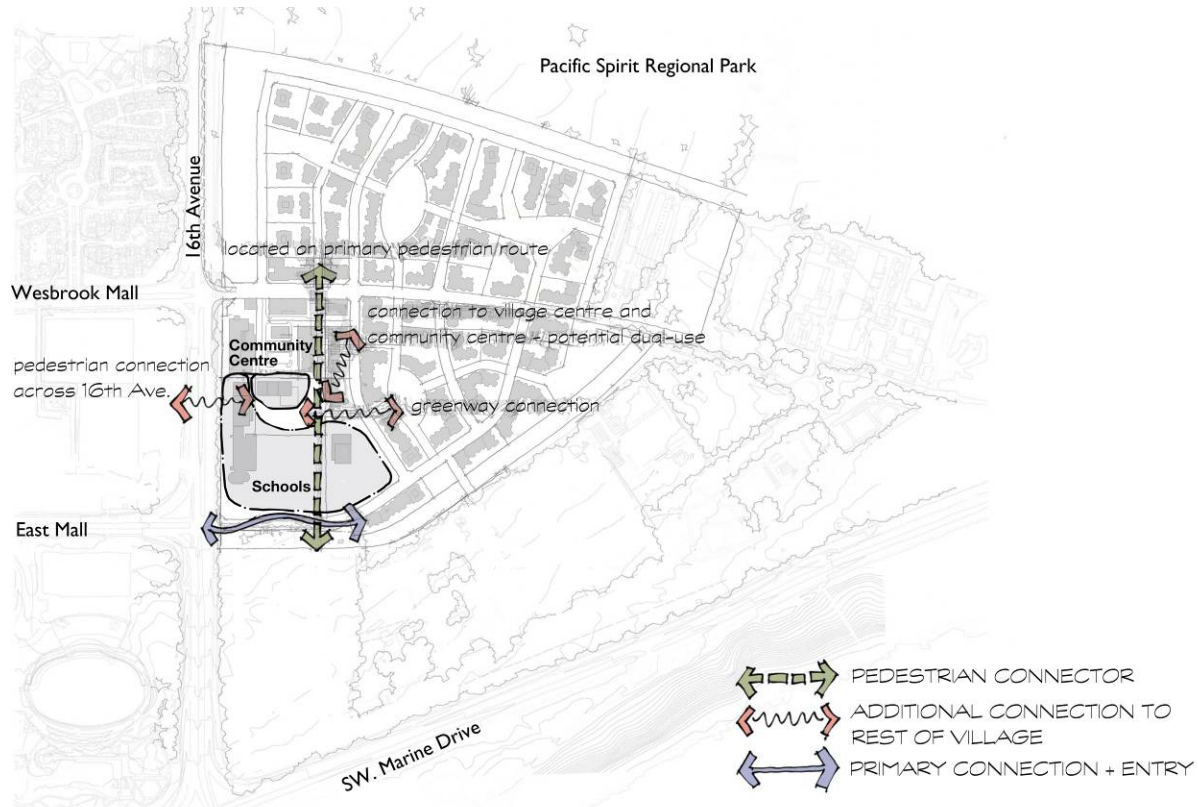 Pacific Spirit Regional Park
16th Avenue
located on primary pedestrian/route
Wesbrook Mall
connection to village centre and
community centre + potential dual-use
Community
Centre
pedestrian connection
across 16th Ave.
greenway connection
Schools
East Mall
SW. Marine Drive
PEDESTRIAN CONNECTOR
ADDITIONAL CONNECTION TO
REST OF VILLAGE
PRIMARY CONNECTION + ENTRY